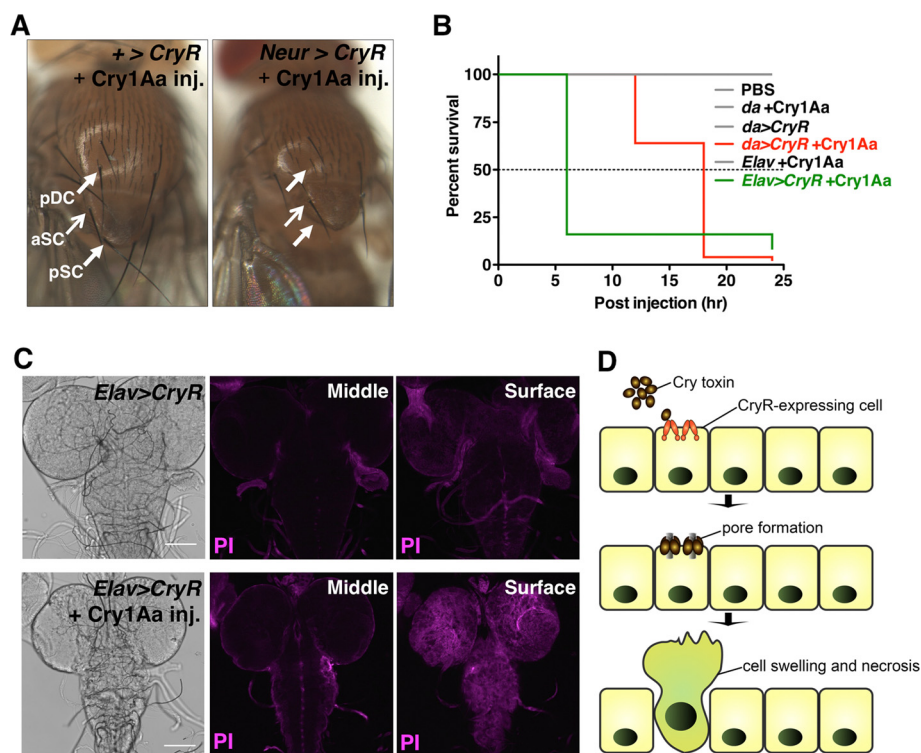 A
+ > CryR
+ Cry1Aa inj.
pDC
aSC
pSC
Neur > CryR
+ Cry1Aa inj.
B
Percent survival
100
75
50
25
0
0
5
10
15
20
25
Post injection (hr)
PBS
da +Cry1Aa
da>CryR
da>CryR +Cry1Aa
Elav +Cry1Aa
Elav>CryR +Cry1Aa
C
Elav>CryR
Middle
PI
Surface
PI
Elav>CryR
+ Cry1Aa inj.
Middle
PI
Surface
PI
D
Cry toxin
CryR-expressing cell
pore formation
cell swelling and necrosis